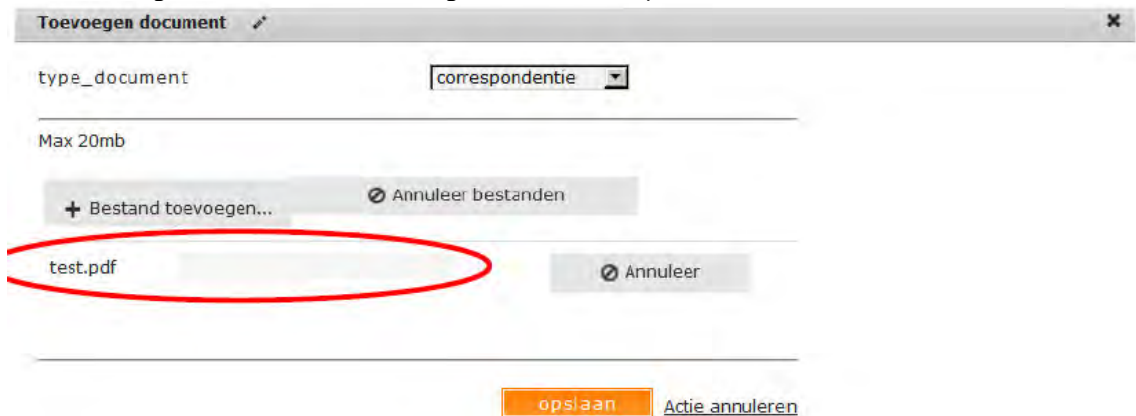 Toevoegen document
type_document correspondentie
Max 20mb
+ Bestand toevoegen... Annuleer bestanden
test.pdf Annuleer
opslaan Actie annuleren